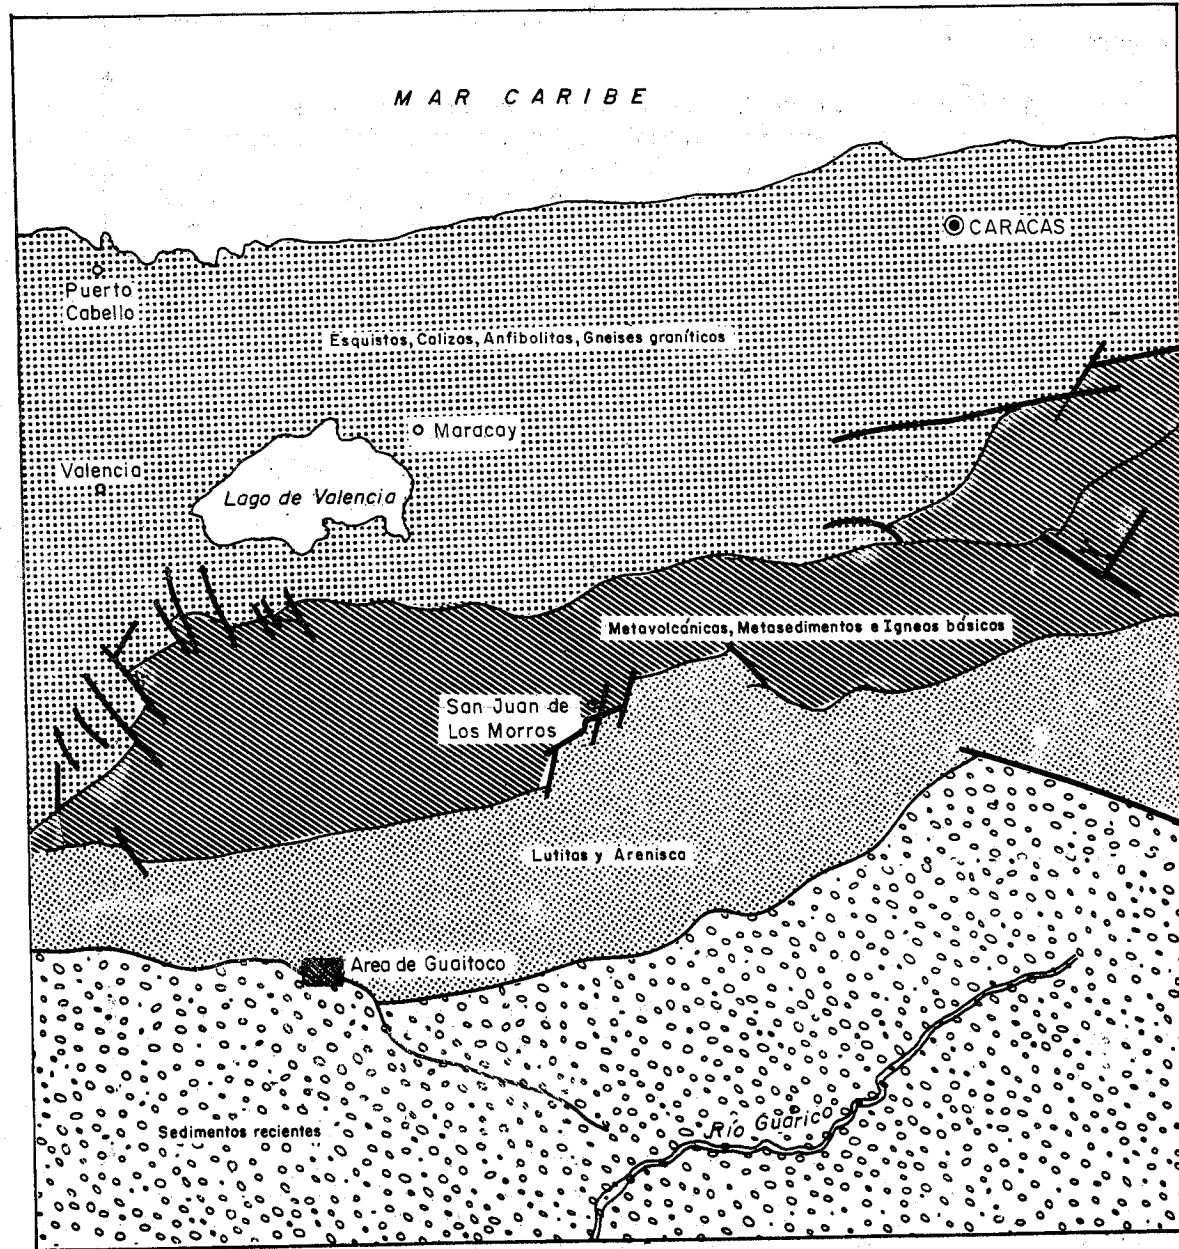 MAR CARIBE
CARACAS
Puerto
Cabello
Esquistos, Calizas, Anfibolitas, Gneises graníticos
Maracay
Valencia
Lago de Valencia
Metavolcánicas, Metasedimentos e Igneos básicos
San Juan de
Los Morros
Lutitas y Arenisca
Area de Guaitoco
Río Guárico
Sedimentos recientes